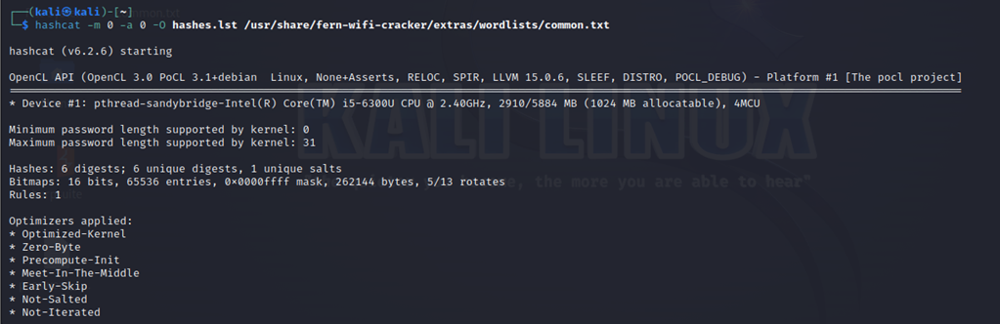 (kali㉿kali)-[~]
$ hashcat -m 0 -a 0 -O hashes.lst /usr/share/fern-wifi-cracker/extras/wordlists/common.txt
hashcat (v6.2.6) starting
OpenCL API (OpenCL 3.0 PoCL 3.1+debian  Linux, None+Asserts, RELOC, SPIR, LLVM 15.0.6, SLEEF, DISTRO, POCL_DEBUG) - Platform #1 [The pocl project]
* Device #1: pthread-sandybridge-Intel(R) Core(TM) i5-6300U CPU @ 2.40GHz, 2910/5884 MB (1024 MB allocatable), 4MCU
Minimum password length supported by kernel: 0
Maximum password length supported by kernel: 31
Hashes: 6 digests; 6 unique digests, 1 unique salts
Bitmaps: 16 bits, 65536 entries, 0x0000ffff mask, 262144 bytes, 5/13 rotates
Rules: 1
Optimizers applied:
* Optimized-Kernel
* Zero-Byte
* Precompute-Init
* Meet-In-The-Middle
* Early-Skip
* Not-Salted
* Not-Iterated
KALI LINUX
the more you are able to hear"